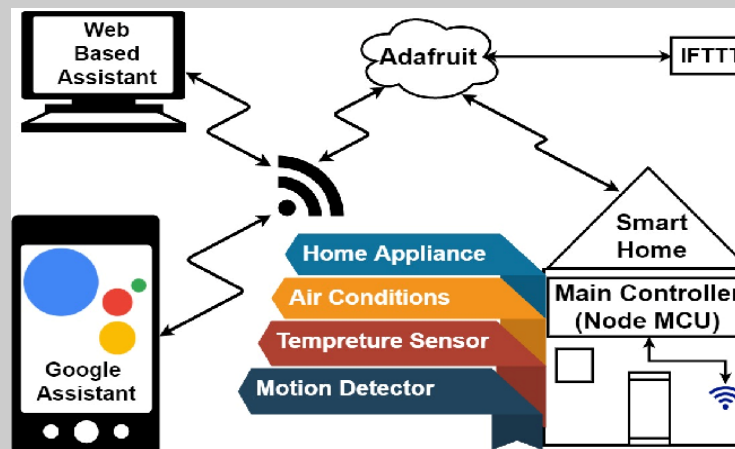 Web
Based
Assistant
Adafruit
IFTTT
Smart
Home
Home Appliance
Air Conditions
Main Controller
(Node MCU)
Tempreture Sensor
Motion Detector
Google
Assistant